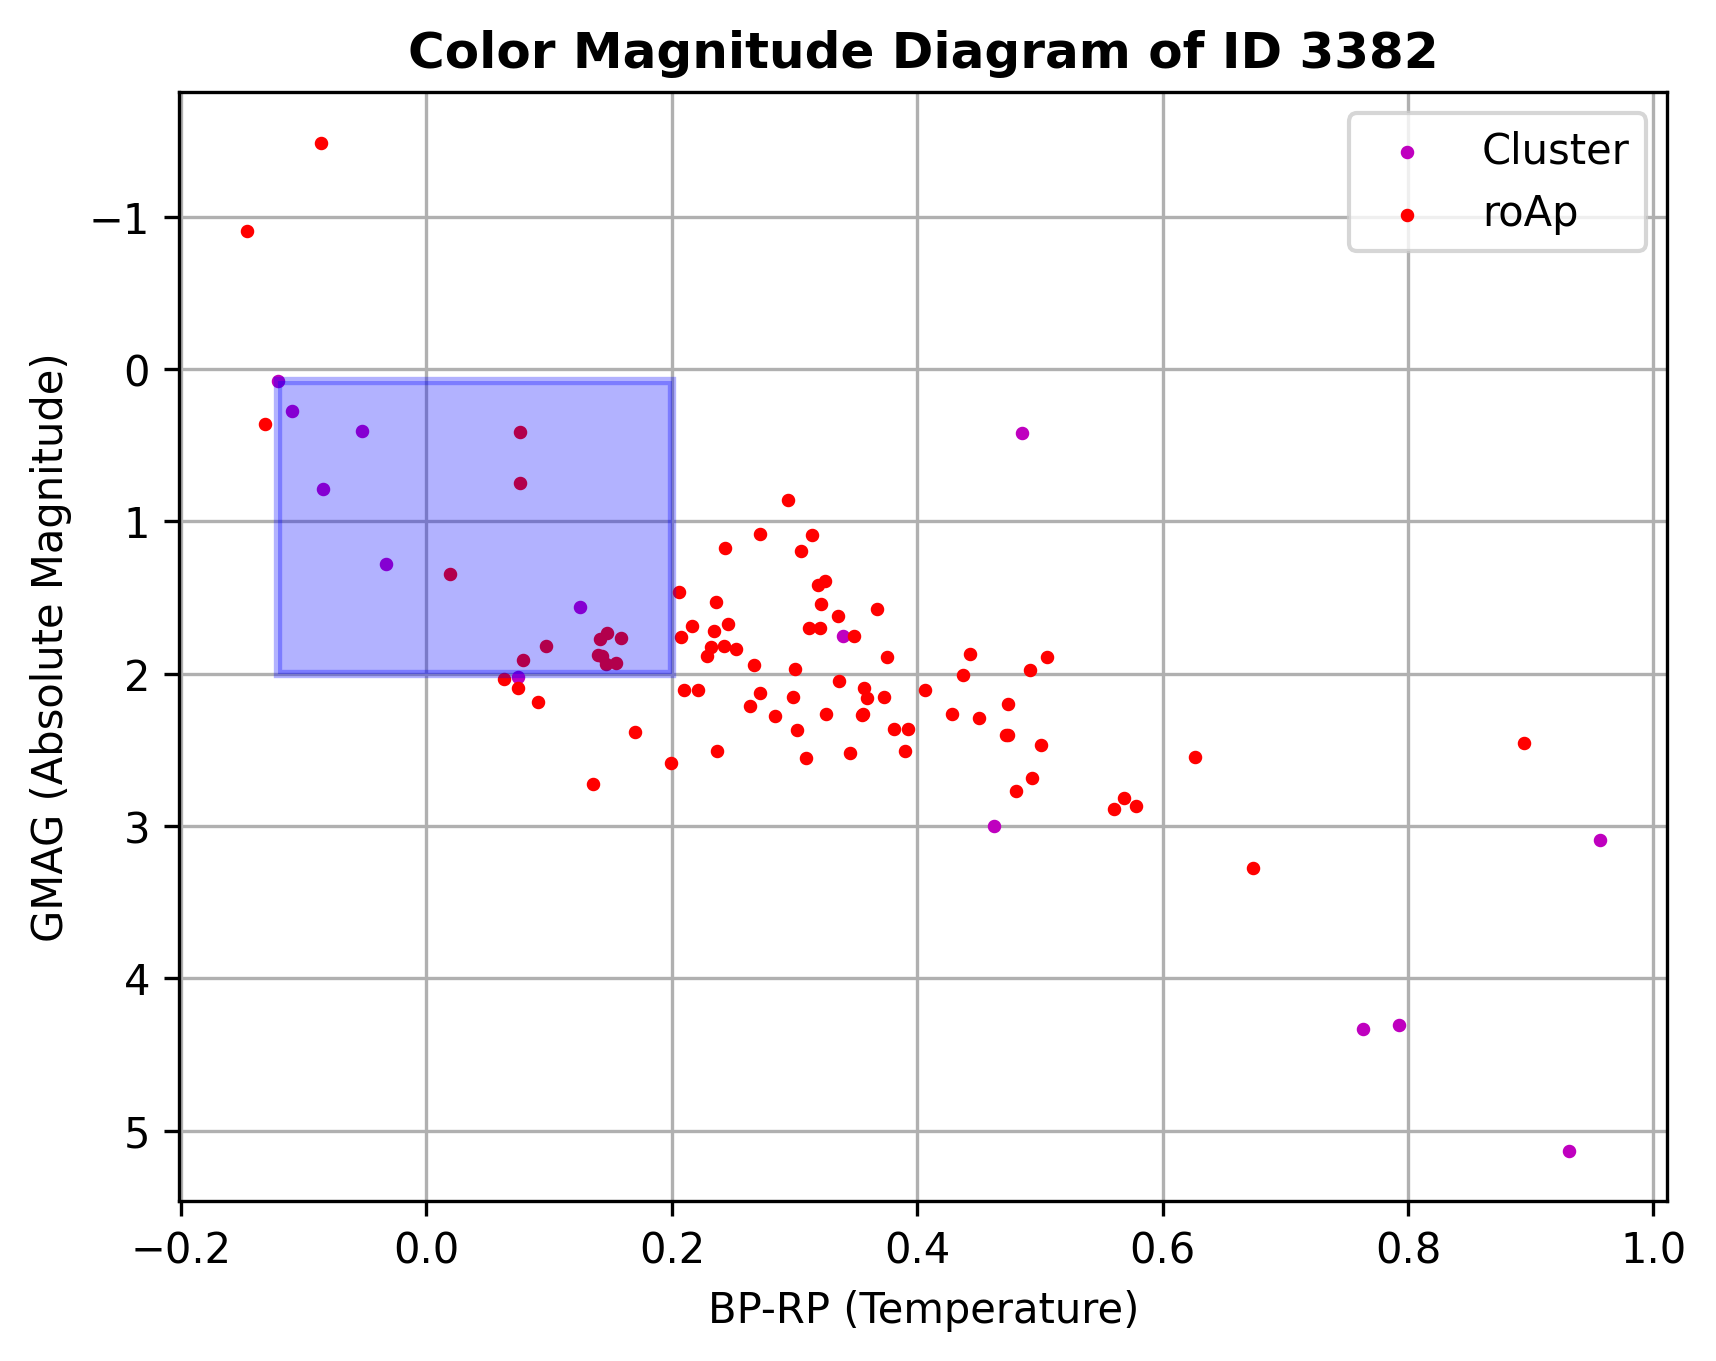 Color Magnitude Diagram of ID 3382
Cluster
roAp
GMAG (Absolute Magnitude)
−1
0
1
2
3
4
5
−0.2 0.0 0.2 0.4 0.6 0.8 1.0
BP-RP (Temperature)